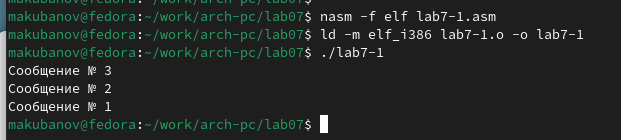 makubanov@fedora:~/work/arch-pc/lab07$ nasm -f elf lab7-1.asm
makubanov@fedora:~/work/arch-pc/lab07$ ld -m elf_i386 lab7-1.o -o lab7-1
makubanov@fedora:~/work/arch-pc/lab07$ ./lab7-1
Сообщение № 3
Сообщение № 2
Сообщение № 1
makubanov@fedora:~/work/arch-pc/lab07$